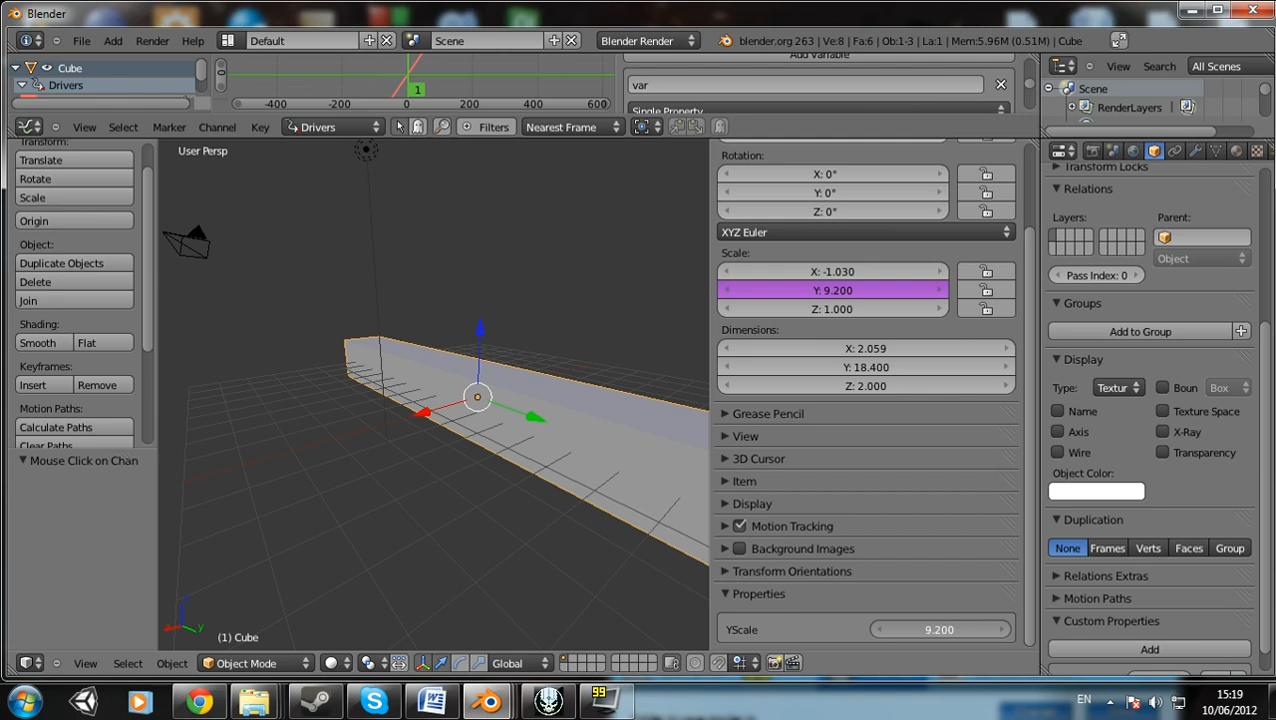 Blender
File Add Render Help Default Scene Blender Render blender.org 263 | Ve:8 | Fa:6 | Ob:1-3 | La:1 | Mem:5.96M (0.51M) | Cube
Cube
Drivers
-400 -200 0 200 400 600
1
Add Variable
var
Single Property
View Search All Scenes
Scene
RenderLayers
View Select Marker Channel Key Drivers Filters Nearest Frame
Transform:
Translate
Rotate
Scale
Origin
Object:
Duplicate Objects
Delete
Join
Shading:
Smooth Flat
Keyframes:
Insert Remove
Motion Paths:
Calculate Paths
Clear Paths
Mouse Click on Chan
User Persp
(1) Cube
Rotation:
X: 0°
Y: 0°
Z: 0°
XYZ Euler
Scale:
X: -1.030
Y: 9.200
Z: 1.000
Dimensions:
X: 2.059
Y: 18.400
Z: 2.000
Grease Pencil
View
3D Cursor
Item
Display
Motion Tracking
Background Images
Transform Orientations
Properties
YScale 9.200
Transform Locks
Relations
Layers: Parent:
Object
Pass Index: 0
Groups
Add to Group
Display
Type: Textur Boun Box
Name Texture Space
Axis X-Ray
Wire Transparency
Object Color:
Duplication
None Frames Verts Faces Group
Relations Extras
Motion Paths
Custom Properties
Add
View Select Object Object Mode Global
99
EN
15:19
10/06/2012